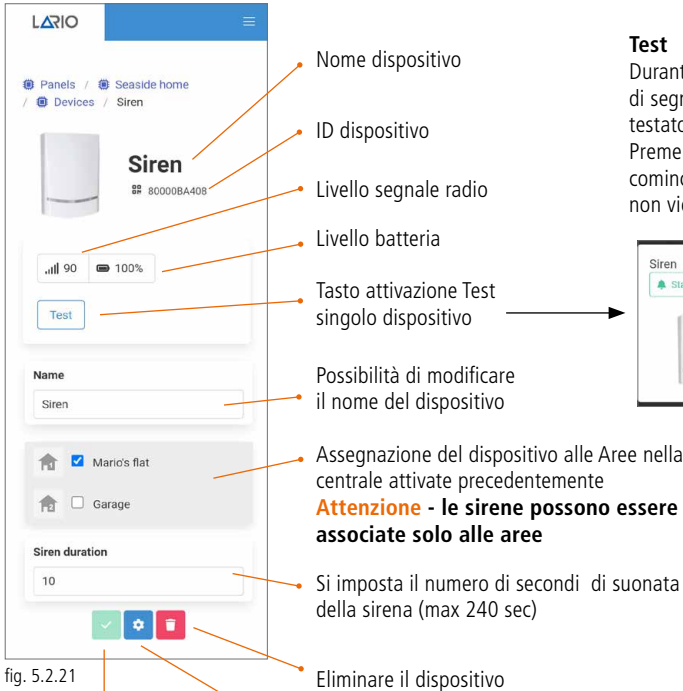 LARIO
Panels / Seaside home
/ Devices / Siren
Siren
80000BA408
90 100%
Test
Name
Siren
Mario's flat
Garage
Siren duration
10
fig. 5.2.21
Nome dispositivo
ID dispositivo
Livello segnale radio
Livello batteria
Tasto attivazione Test
singolo dispositivo
Possibilità di modificare
il nome del dispositivo
Assegnazione del dispositivo alle Aree nella
centrale attivate precedentemente
Attenzione - le sirene possono essere
associate solo alle aree
Si imposta il numero di secondi di suonata
della sirena (max 240 sec)
Eliminare il dispositivo
Test
di segn
testato
Preme
Siren